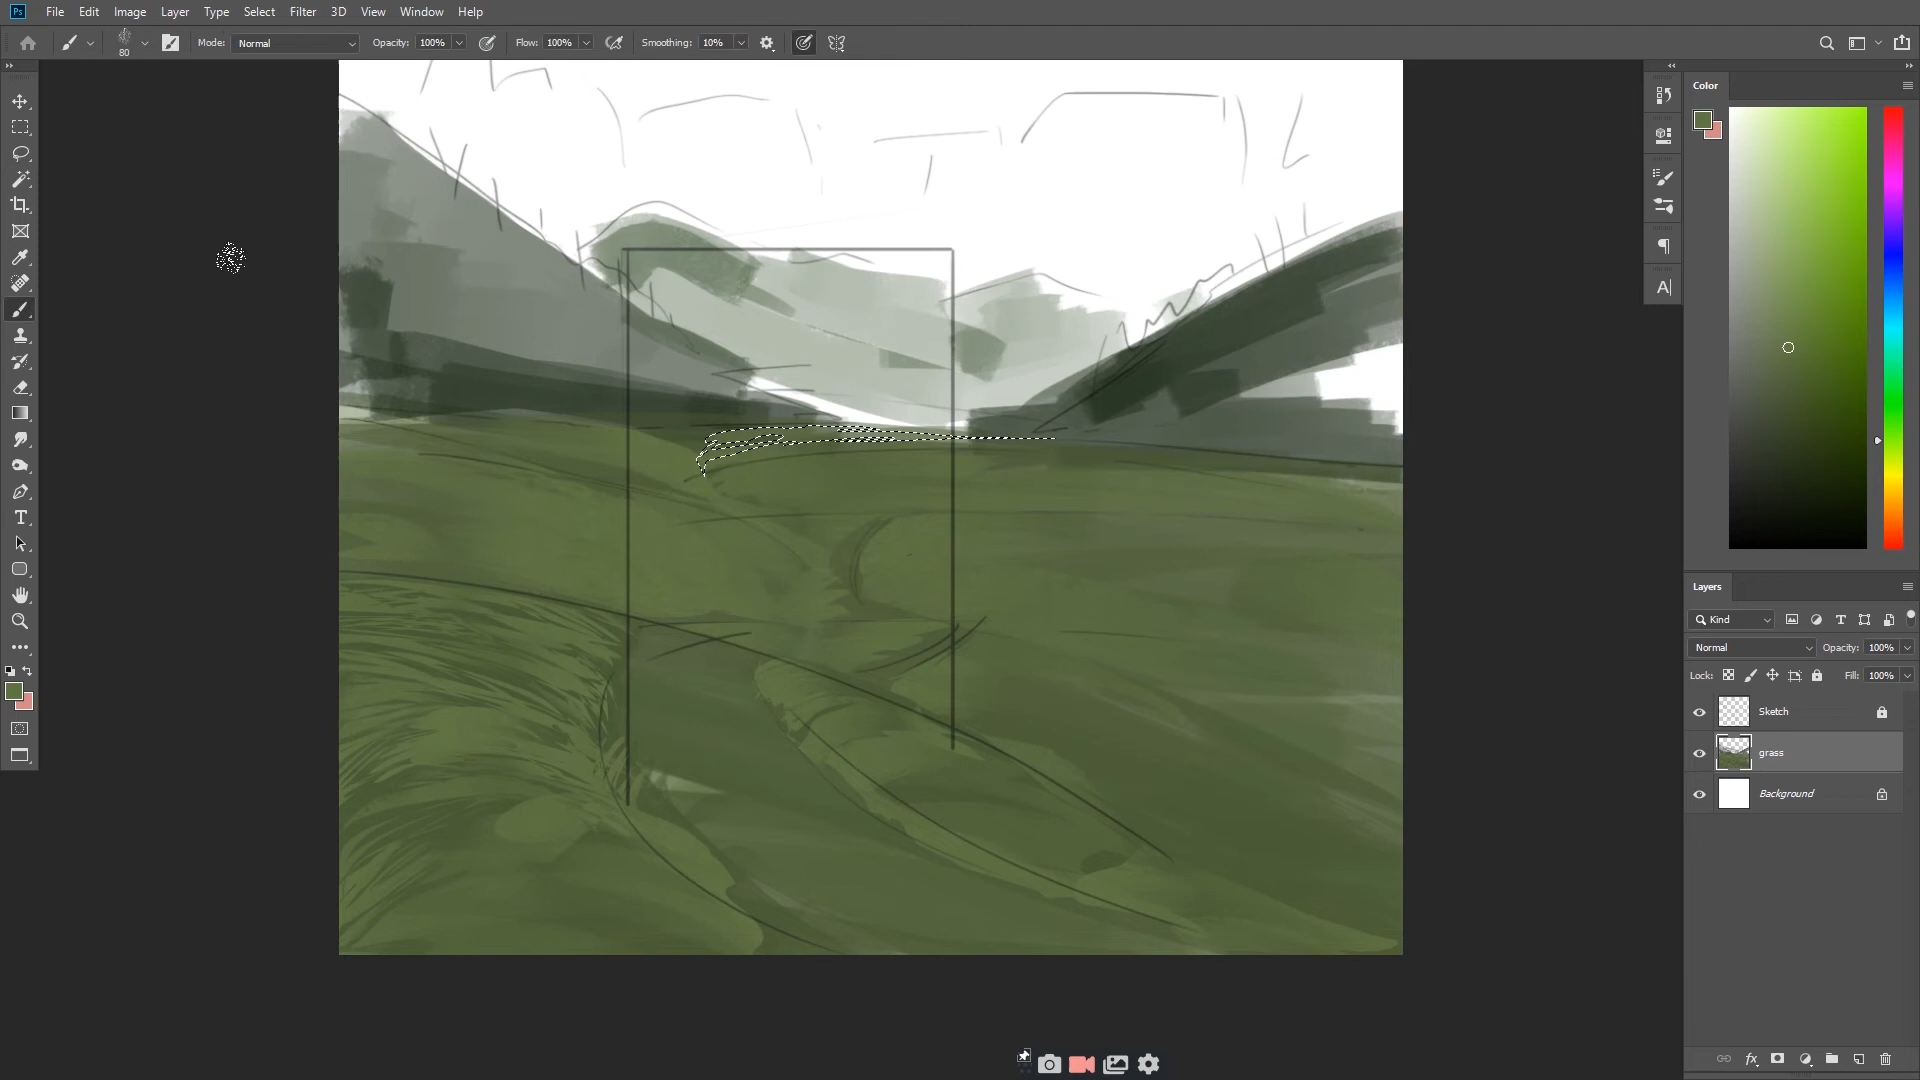 Ps File Edit Image Layer Type Select Filter 3D View Window Help
80 Mode: Normal Opacity: 100% Flow: 100% Smoothing: 10%
Color
T
A
Layers
Kind T
Normal Opacity: 100%
Lock: Fill: 100%
Sketch
grass
Background
fx